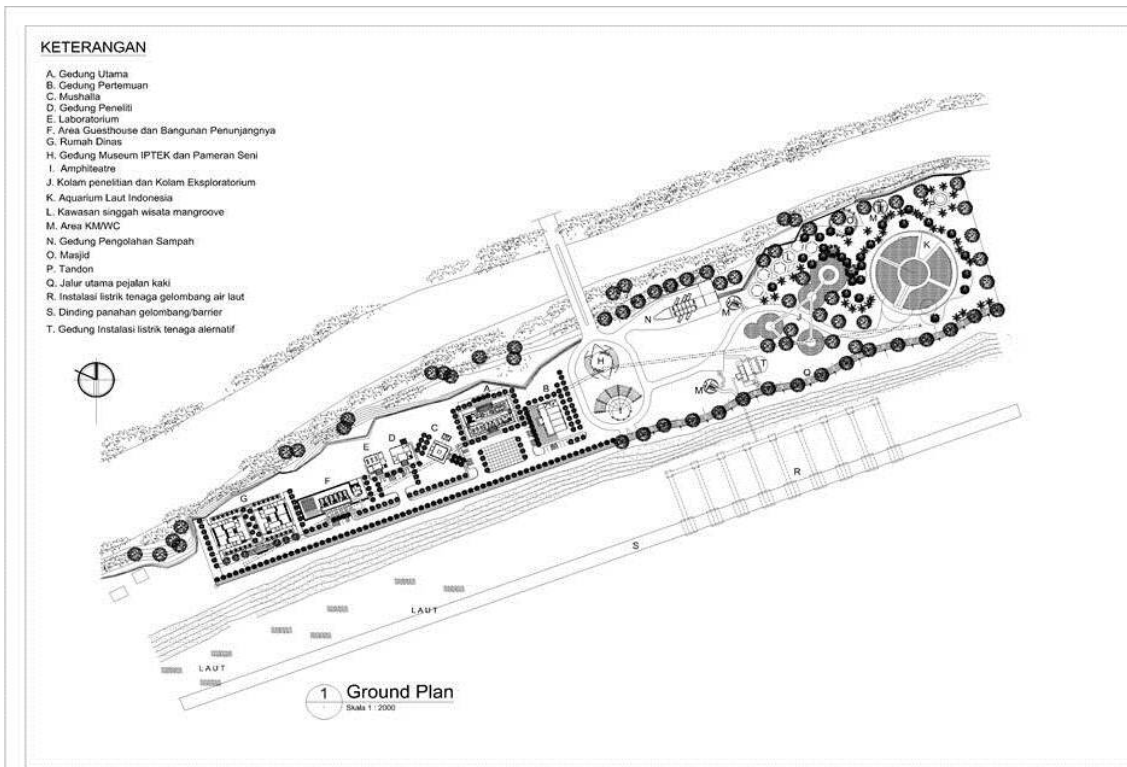 KETERANGAN
A. Gedung Utama
B. Gedung Pertemuan
C. Mushalla
D. Gedung Peneliti
E. Laboratorium
F. Area Guesthouse dan Bangunan Penunjangnya
G. Rumah Dinas
H. Gedung Museum IPTEK dan Pameran Seni
I. Amphiteatre
J. Kolam penelitian dan Kolam Eksploratorium
K. Aquarium Laut Indonesia
L. Kawasan singgah wisata mangroove
M. Area KM/WC
N. Gedung Pengolahan Sampah
O. Masjid
P. Tandon
Q. Jalur utama pejalan kaki
R. Instalasi listrik tenaga gelombang air laut
S. Dinding panahan gelombang/barrier
T. Gedung Instalasi listrik tenaga alernatif
P
M
K
L
M
N
J
H
T
Q
M
I
A
B
C
D
E
F
G
R
S
LAUT
LAUT
1 Ground Plan
Skala 1 : 2000